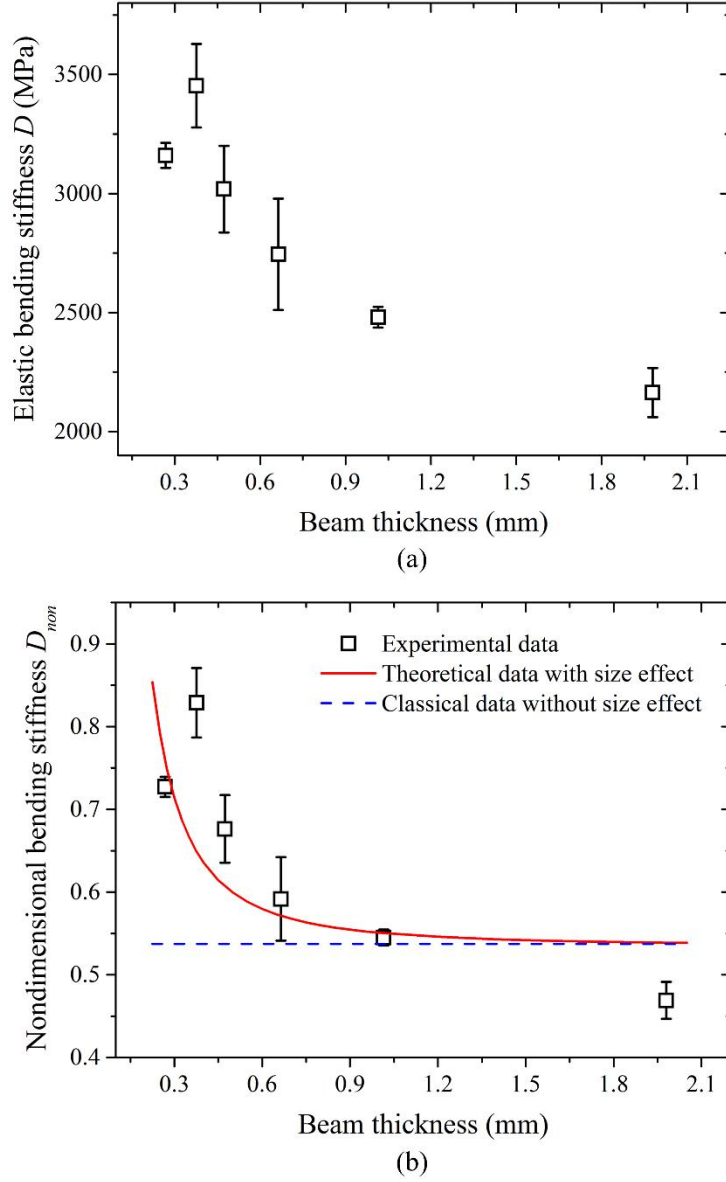 3500
3000
2500
2000
Elastic bending stiffness D (MPa)
0.3 0.6 0.9 1.2 1.5 1.8 2.1
Beam thickness (mm)
(a)
Experimental data
Theoretical data with size effect
Classical data without size effect
0.9
0.8
0.7
0.6
0.5
0.4
Nondimensional bending stiffness Dnon
0.3 0.6 0.9 1.2 1.5 1.8 2.1
Beam thickness (mm)
(b)